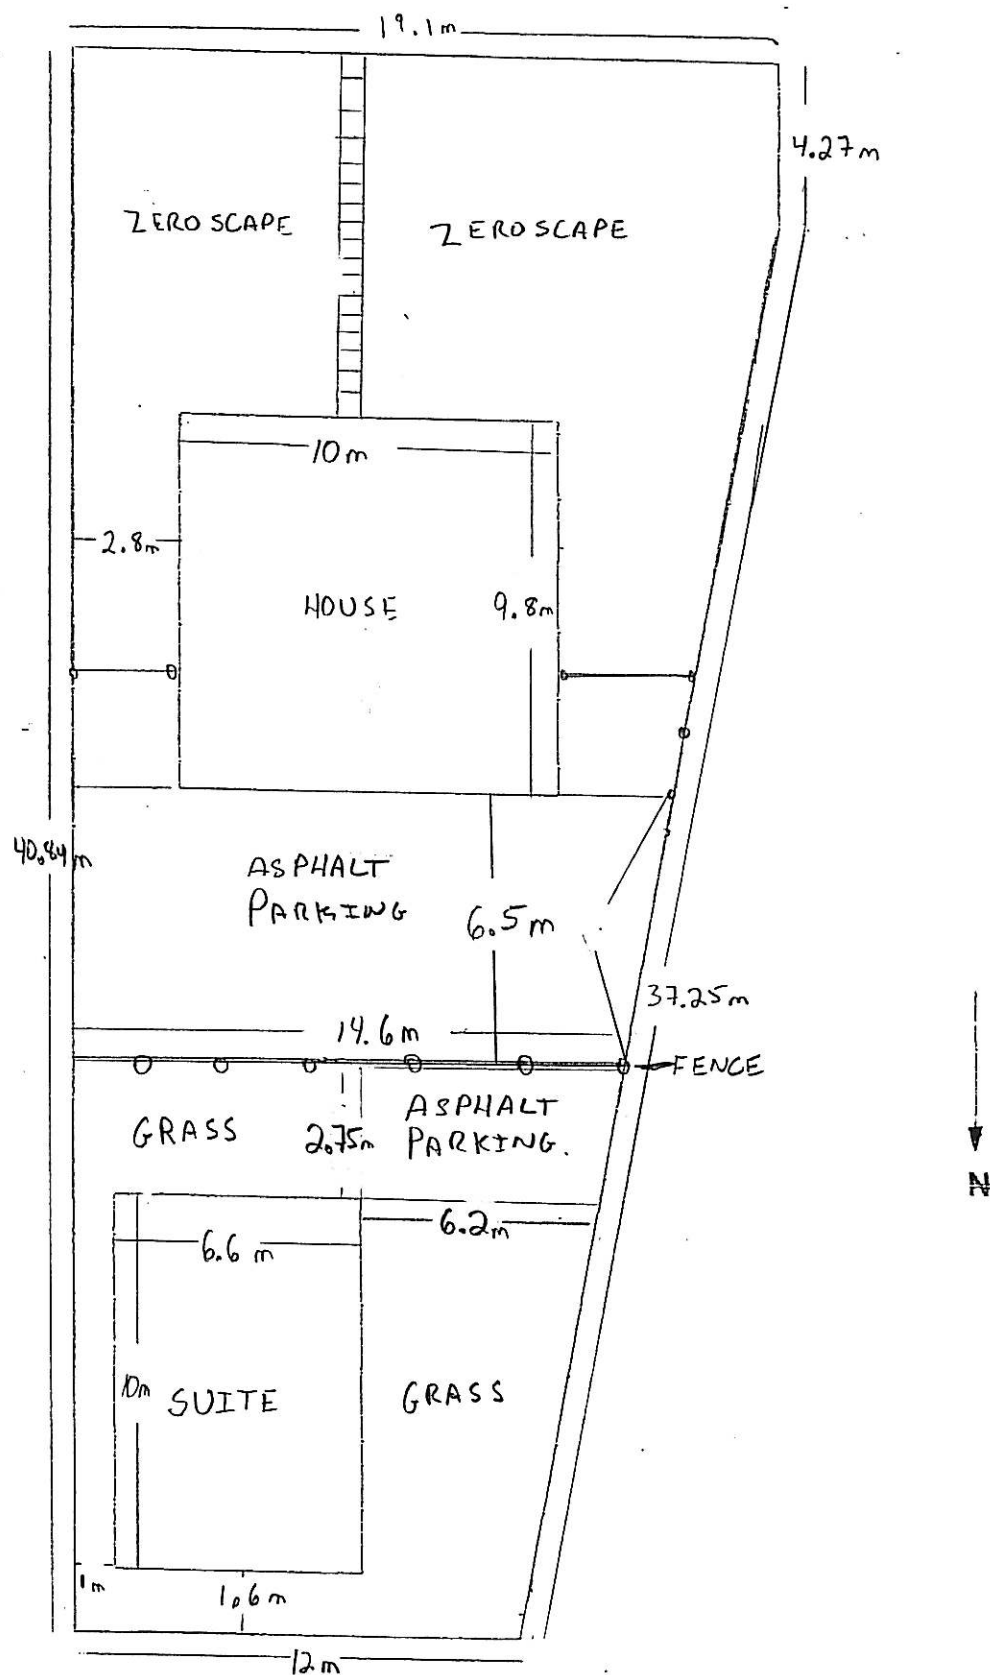 19.1m
4.27m
ZEROSCAPE
ZEROSCAPE
10m
2.8m
HOUSE
9.8m
40.84m
ASPHALT
PARKING
6.5m
37.25m
14.6m
FENCE
GRASS
2.75m
ASPHALT
PARKING.
N
6.2m
6.6m
10m
SUITE
GRASS
1m
1.6m
12m